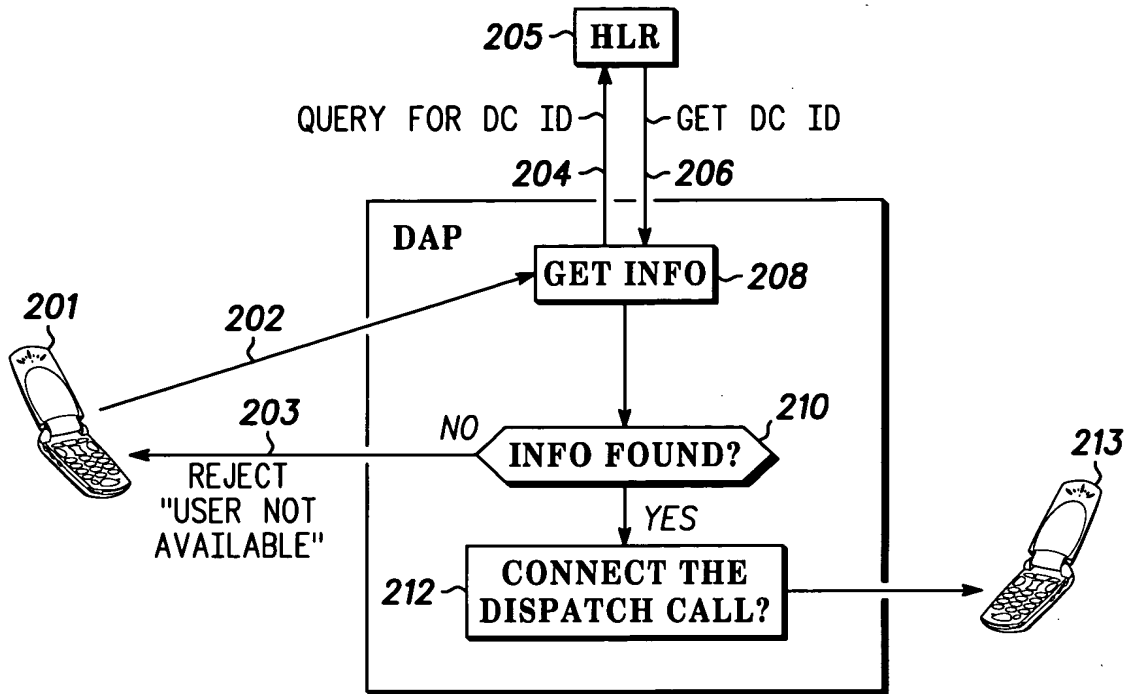 205 HLR
QUERY FOR DC ID GET DC ID
204 206
DAP
GET INFO 208
201
202
203 NO INFO FOUND? 210
REJECT
"USER NOT
AVAILABLE"
213
YES
212 CONNECT THE
DISPATCH CALL?